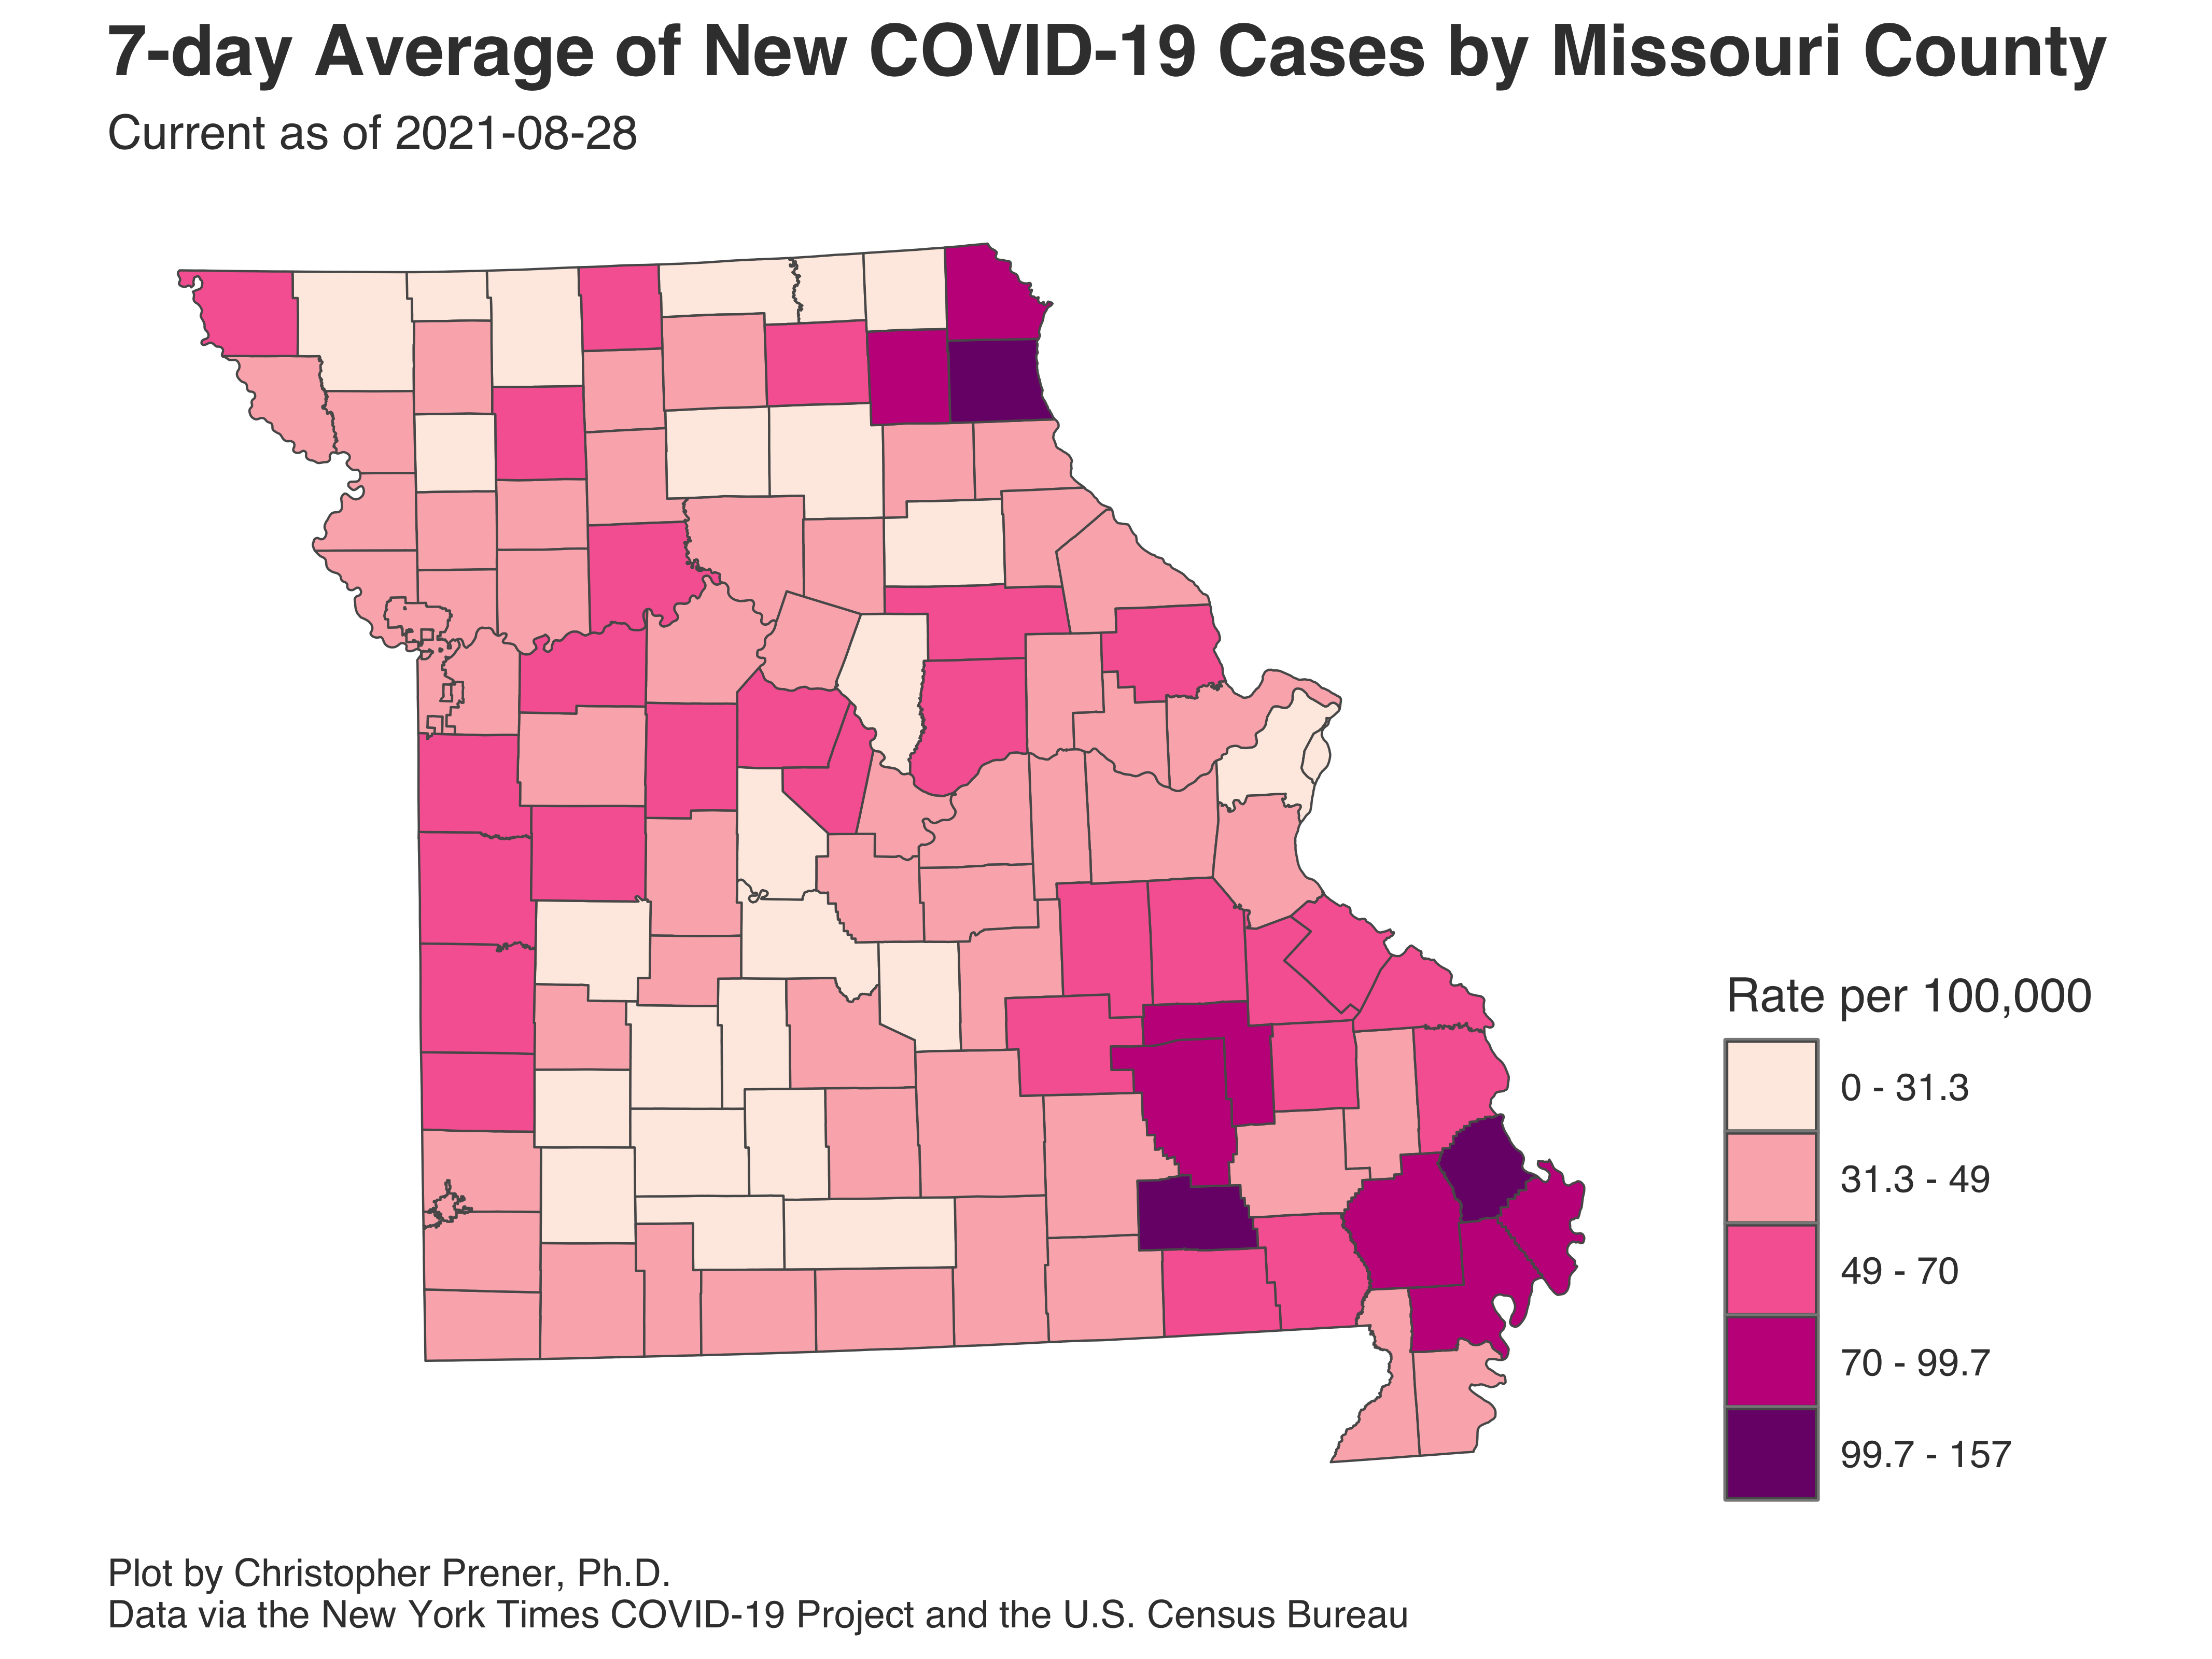 7-day Average of New COVID-19 Cases by Missouri County
Current as of 2021-08-28
Rate per 100,000
0 - 31.3
31.3 - 49
49 - 70
70 - 99.7
99.7 - 157
Plot by Christopher Prener, Ph.D.
Data via the New York Times COVID-19 Project and the U.S. Census Bureau